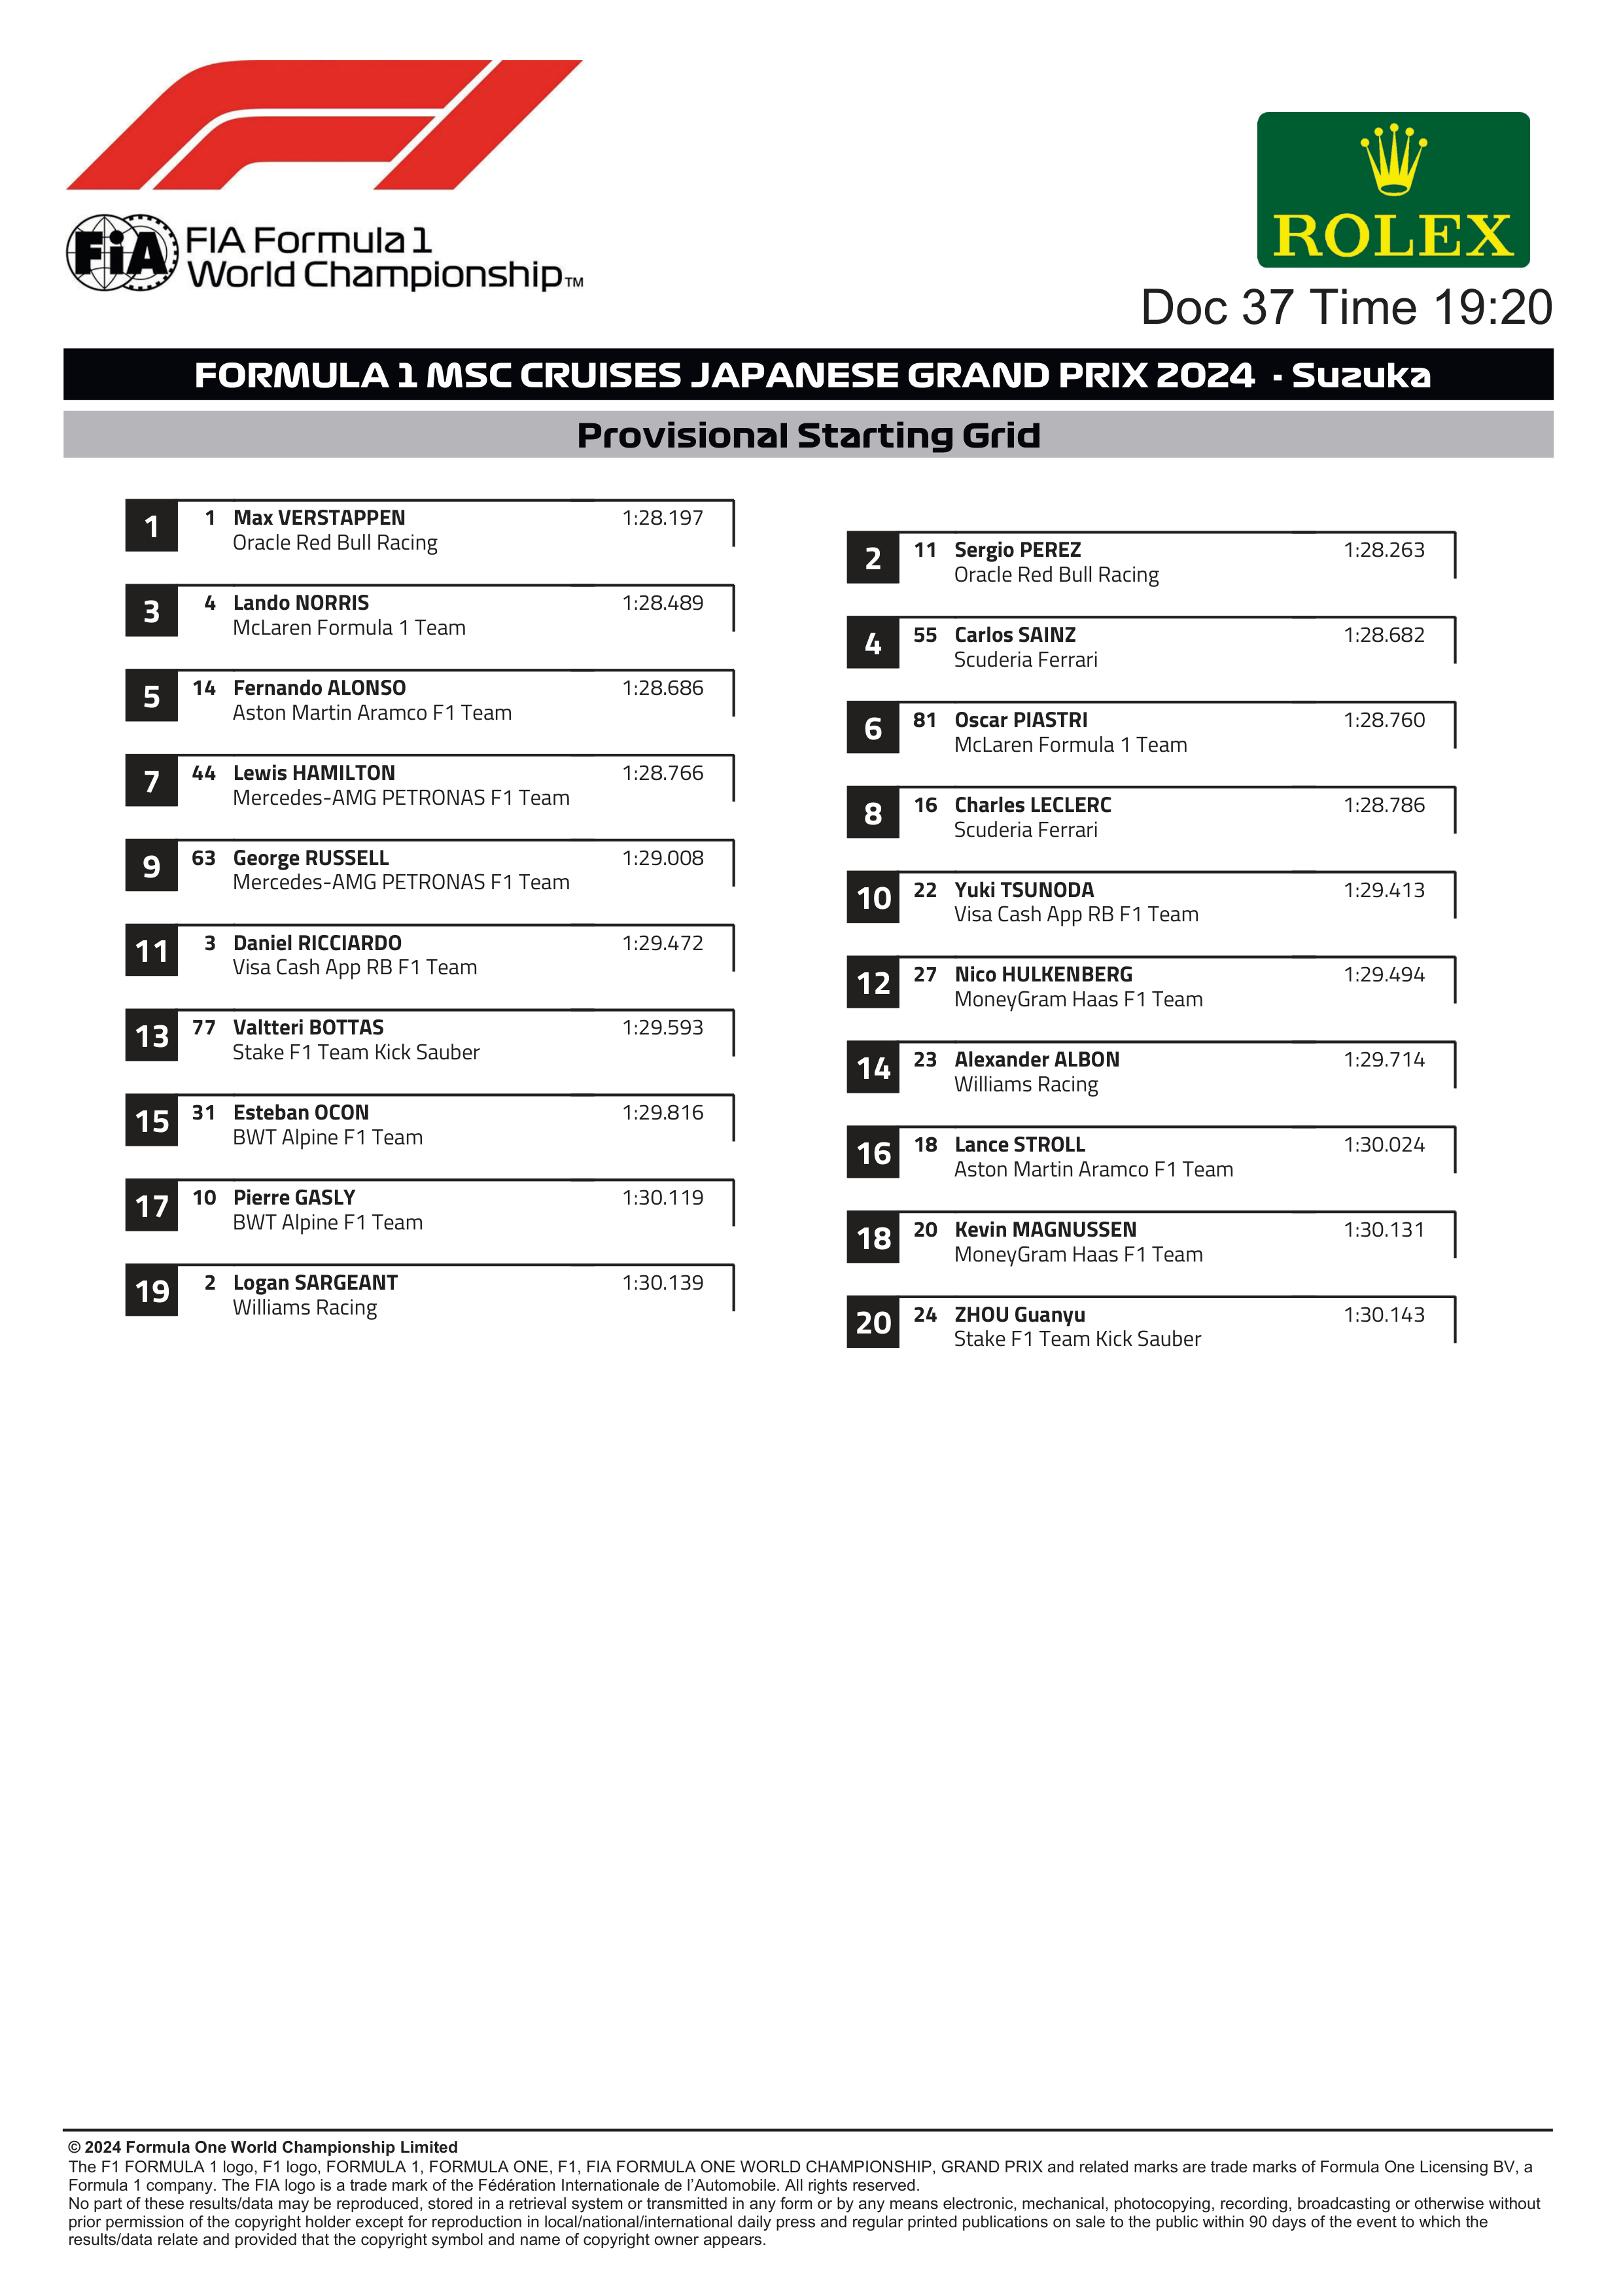 FiA FIA Formula 1
World Championship™
ROLEX
Doc 37 Time 19:20
FORMULA 1 MSC CRUISES JAPANESE GRAND PRIX 2024 - Suzuka
Provisional Starting Grid
1 1 Max VERSTAPPEN 1:28.197
Oracle Red Bull Racing
2 11 Sergio PEREZ 1:28.263
Oracle Red Bull Racing
3 4 Lando NORRIS 1:28.489
McLaren Formula 1 Team
4 55 Carlos SAINZ 1:28.682
Scuderia Ferrari
5 14 Fernando ALONSO 1:28.686
Aston Martin Aramco F1 Team
6 81 Oscar PIASTRI 1:28.760
McLaren Formula 1 Team
7 44 Lewis HAMILTON 1:28.766
Mercedes-AMG PETRONAS F1 Team
8 16 Charles LECLERC 1:28.786
Scuderia Ferrari
9 63 George RUSSELL 1:29.008
Mercedes-AMG PETRONAS F1 Team
10 22 Yuki TSUNODA 1:29.413
Visa Cash App RB F1 Team
11 3 Daniel RICCIARDO 1:29.472
Visa Cash App RB F1 Team
12 27 Nico HULKENBERG 1:29.494
MoneyGram Haas F1 Team
13 77 Valtteri BOTTAS 1:29.593
Stake F1 Team Kick Sauber
14 23 Alexander ALBON 1:29.714
Williams Racing
15 31 Esteban OCON 1:29.816
BWT Alpine F1 Team
16 18 Lance STROLL 1:30.024
Aston Martin Aramco F1 Team
17 10 Pierre GASLY 1:30.119
BWT Alpine F1 Team
18 20 Kevin MAGNUSSEN 1:30.131
MoneyGram Haas F1 Team
19 2 Logan SARGEANT 1:30.139
Williams Racing
20 24 ZHOU Guanyu 1:30.143
Stake F1 Team Kick Sauber
© 2024 Formula One World Championship Limited
The F1 FORMULA 1 logo, F1 logo, FORMULA 1, FORMULA ONE, F1, FIA FORMULA ONE WORLD CHAMPIONSHIP, GRAND PRIX and related marks are trade marks of Formula One Licensing BV, a
Formula 1 company. The FIA logo is a trade mark of the Fédération Internationale de l'Automobile. All rights reserved.
No part of these results/data may be reproduced, stored in a retrieval system or transmitted in any form or by any means electronic, mechanical, photocopying, recording, broadcasting or otherwise without
prior permission of the copyright holder except for reproduction in local/national/international daily press and regular printed publications on sale to the public within 90 days of the event to which the
results/data relate and provided that the copyright symbol and name of copyright owner appears.